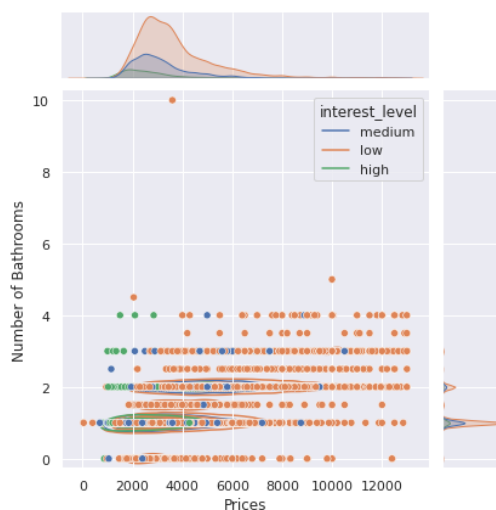 10
8
6
4
2
0
Number of Bathrooms
interest_level
medium
low
high
0 2000 4000 6000 8000 10000 12000
Prices